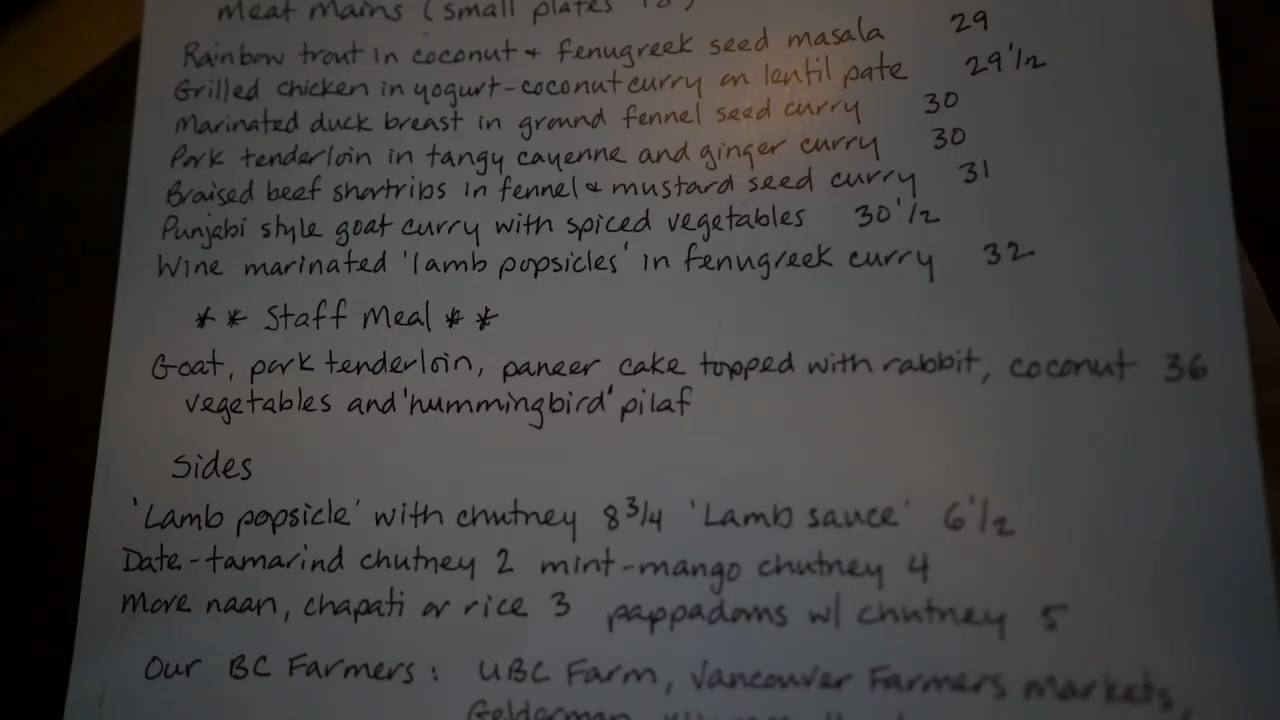 Meat Mains (small plates
Rainbow trout in coconut + fenugreek seed masala 29
Grilled chicken in yogurt-coconut curry on lentil pate 29 1/2
Marinated duck breast in ground fennel seed curry 30
Pork tenderloin in tangy cayenne and ginger curry 30
Braised beef shortribs in fennel & mustard seed curry 31
Punjabi style goat curry with spiced vegetables 30 1/2
Wine marinated 'lamb popsicles' in fenugreek curry 32
** Staff Meal **
Goat, pork tenderloin, paneer cake topped with rabbit, coconut 36
vegetables and 'hummingbird' pilaf
Sides
'Lamb popsicle' with chutney 8 3/4 'Lamb sauce' 6 1/2
Date-tamarind chutney 2 mint-mango chutney 4
More naan, chapati or rice 3 pappadoms w/ chutney 5
Our BC Farmers: UBC Farm, Vancouver Farmers markets,
Gelderman